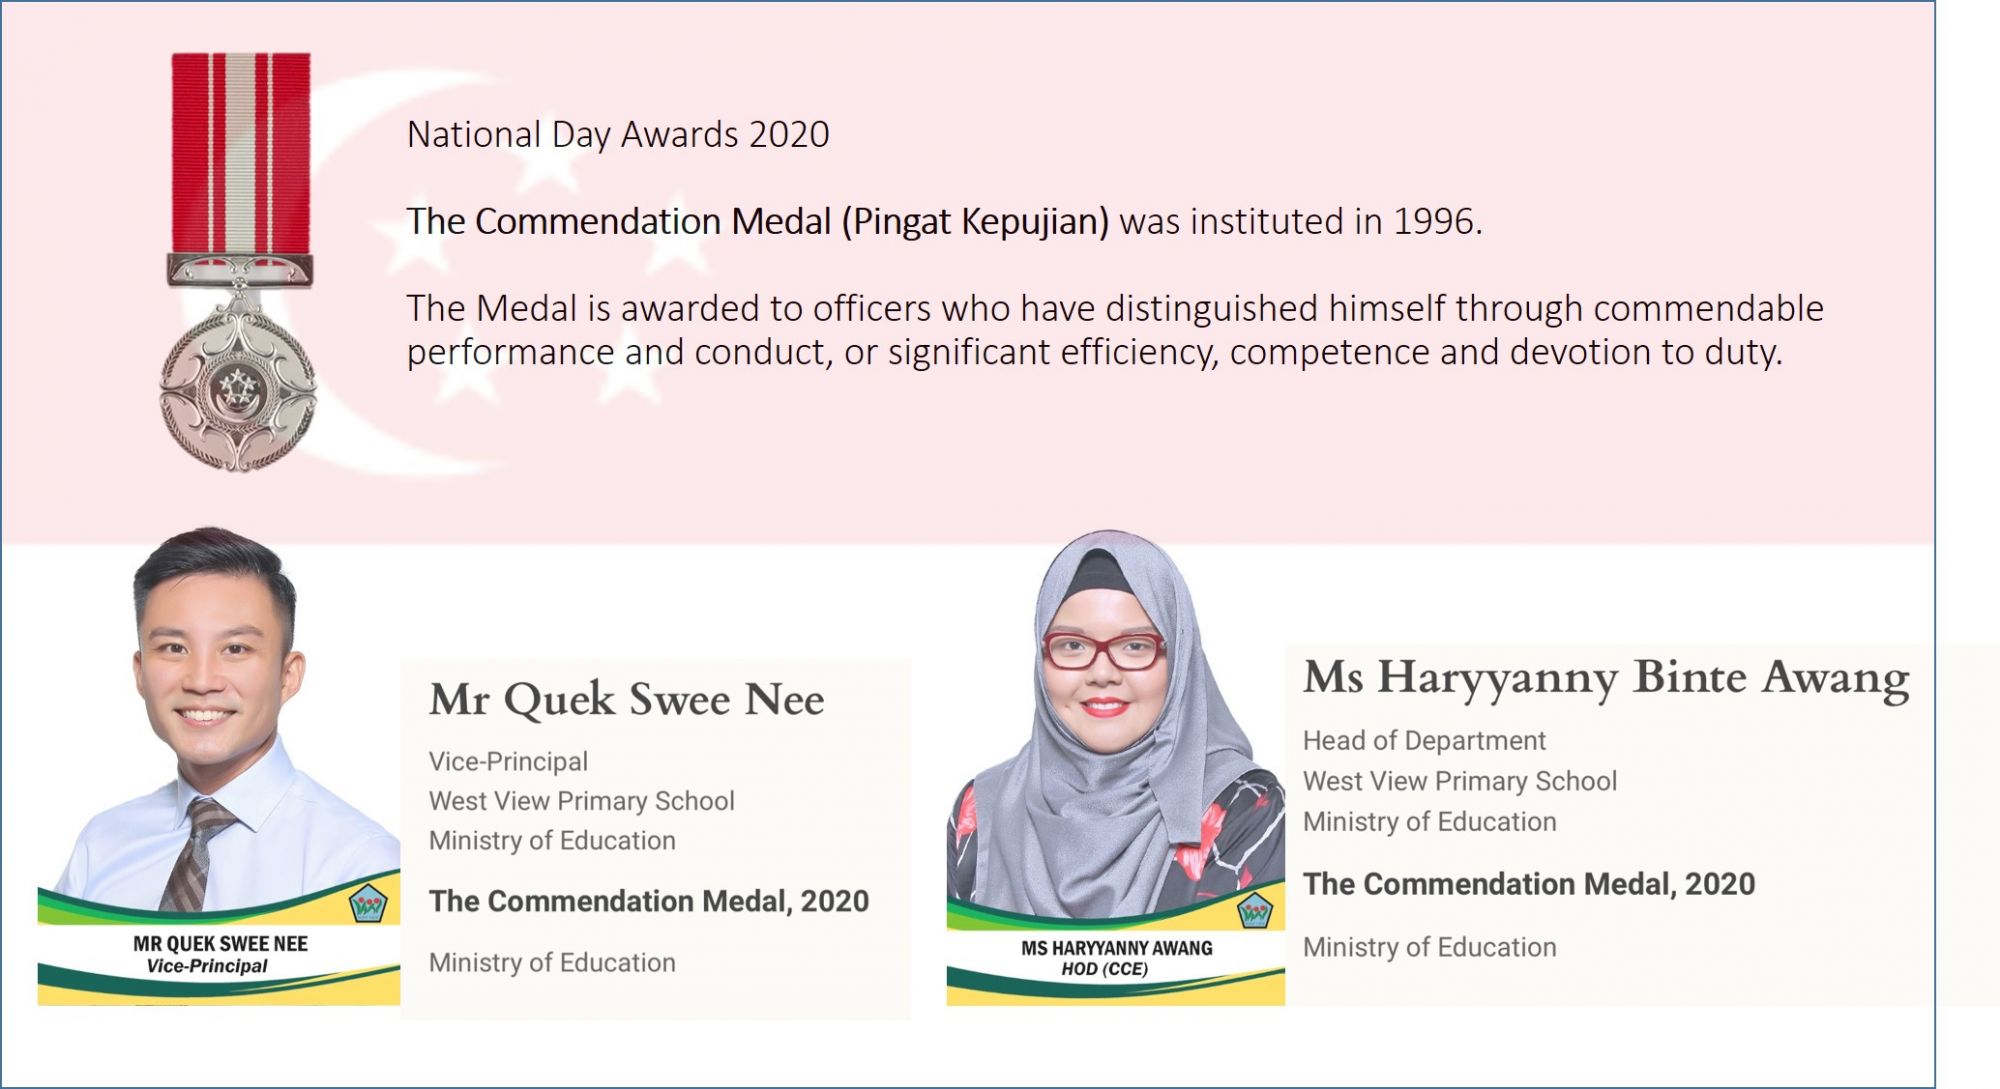 National Day Awards 2020
The Commendation Medal (Pingat Kepujian) was instituted in 1996.
The Medal is awarded to officers who have distinguished himself through commendable
performance and conduct, or significant efficiency, competence and devotion to duty.
Mr Quek Swee Nee
Vice-Principal
West View Primary School
Ministry of Education
The Commendation Medal, 2020
Ministry of Education
MR QUEK SWEE NEE
Vice-Principal
Ms Haryyanny Binte Awang
Head of Department
West View Primary School
Ministry of Education
The Commendation Medal, 2020
Ministry of Education
MS HARYYANNY AWANG
HOD (CCE)